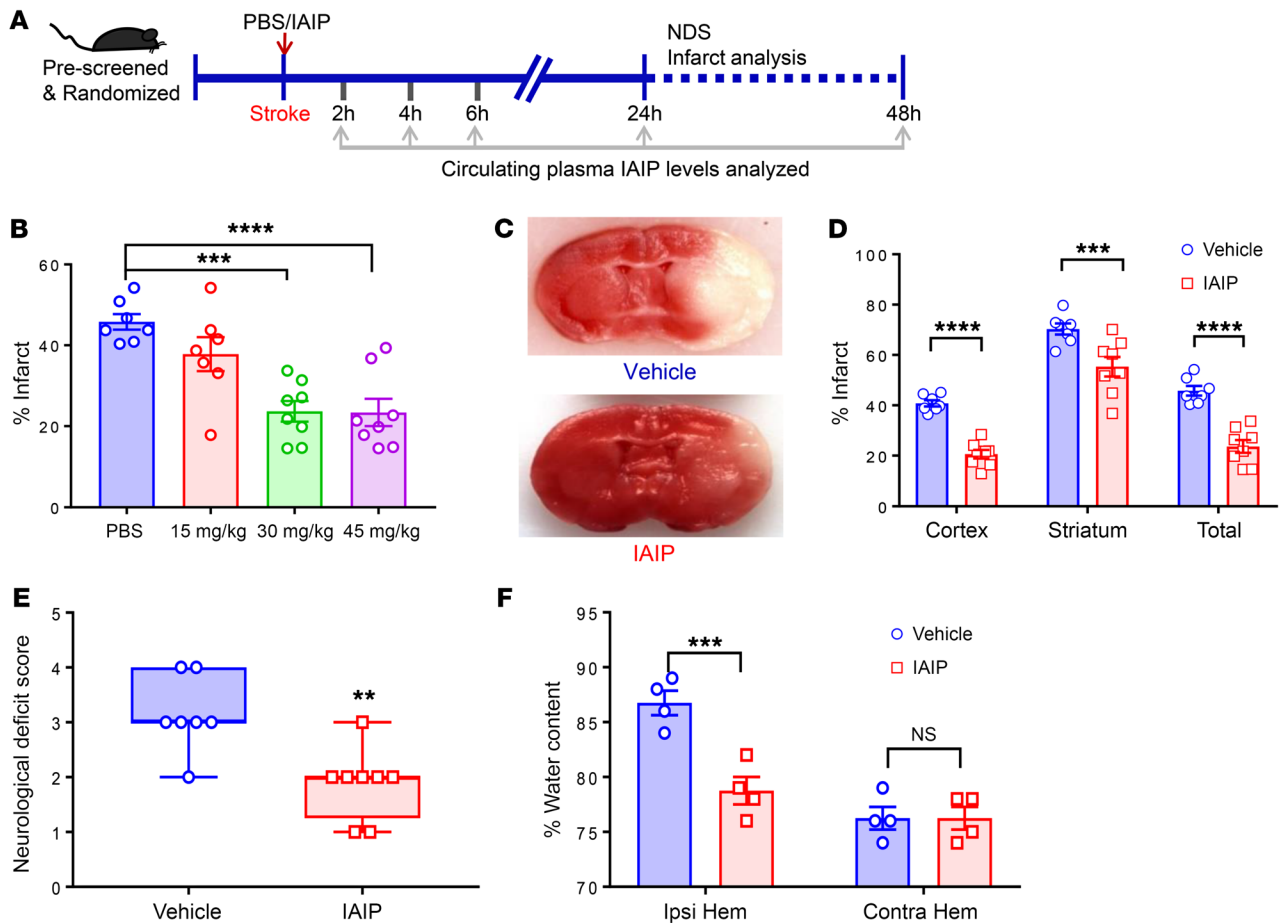 A
PBS/IAIP
NDS
Infarct analysis
Pre-screened
& Randomized
Stroke
2h
4h
6h
24h
48h
Circulating plasma IAIP levels analyzed
B
****
***
% Infarct
60
40
20
0
PBS
15 mg/kg
30 mg/kg
45 mg/kg
C
Vehicle
IAIP
D
Vehicle
IAIP
% Infarct
100
80
60
40
20
0
****
***
****
Cortex
Striatum
Total
E
Neurological deficit score
5
4
3
2
1
0
**
Vehicle
IAIP
F
% Water content
95
90
85
80
75
70
***
NS
Vehicle
IAIP
Ipsi Hem
Contra Hem